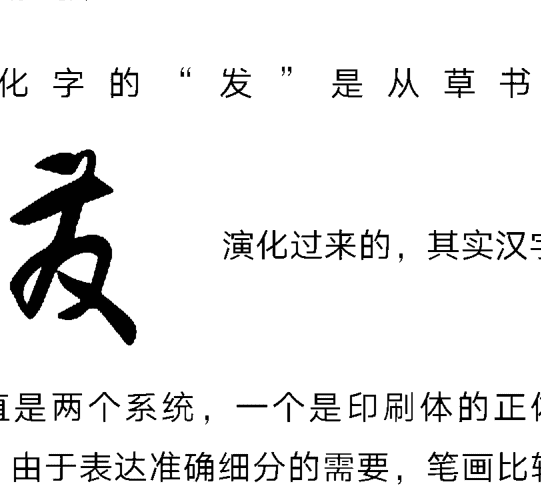 化字的“发”是从草书
发
演化过来的，其实汉字
直是两个系统，一个是印刷体的正体
由于表达准确细分的需要，笔画比较